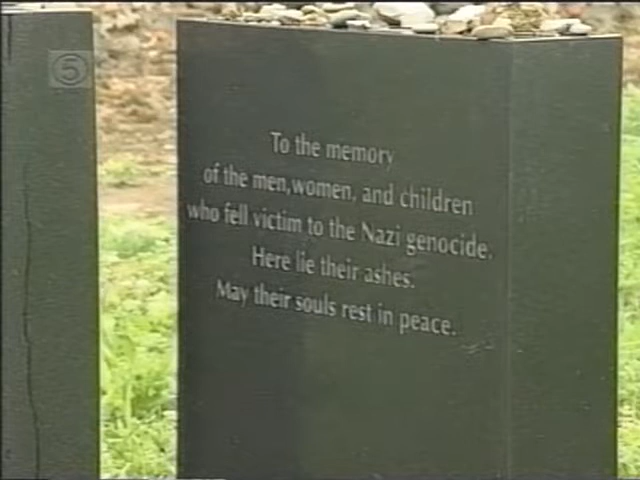 5
To the memory
of the men,women, and children
who fell victim to the Nazi genocide.
Here lie their ashes.
May their souls rest in peace.